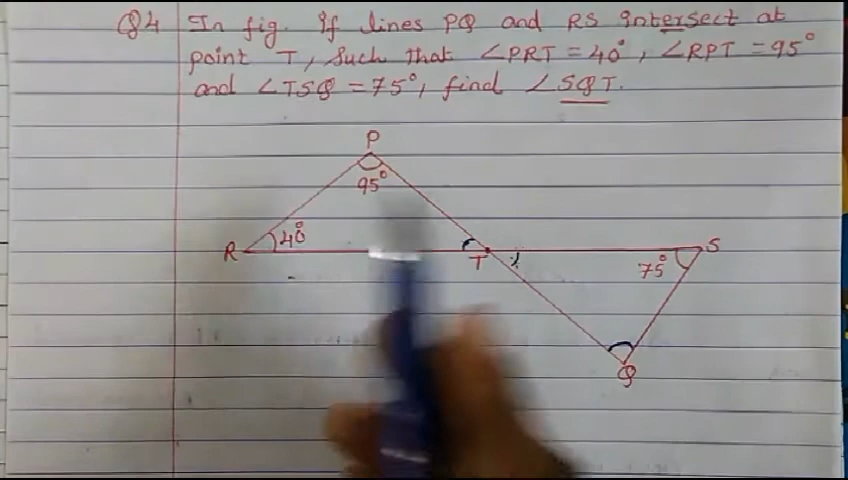 Q4 In fig. If lines PQ and RS intersect at
point T, such that ∠PRT = 40°, ∠RPT = 95°
and ∠TSQ = 75°, find ∠SQT.
P
95°
R 40° T 75° S
Q